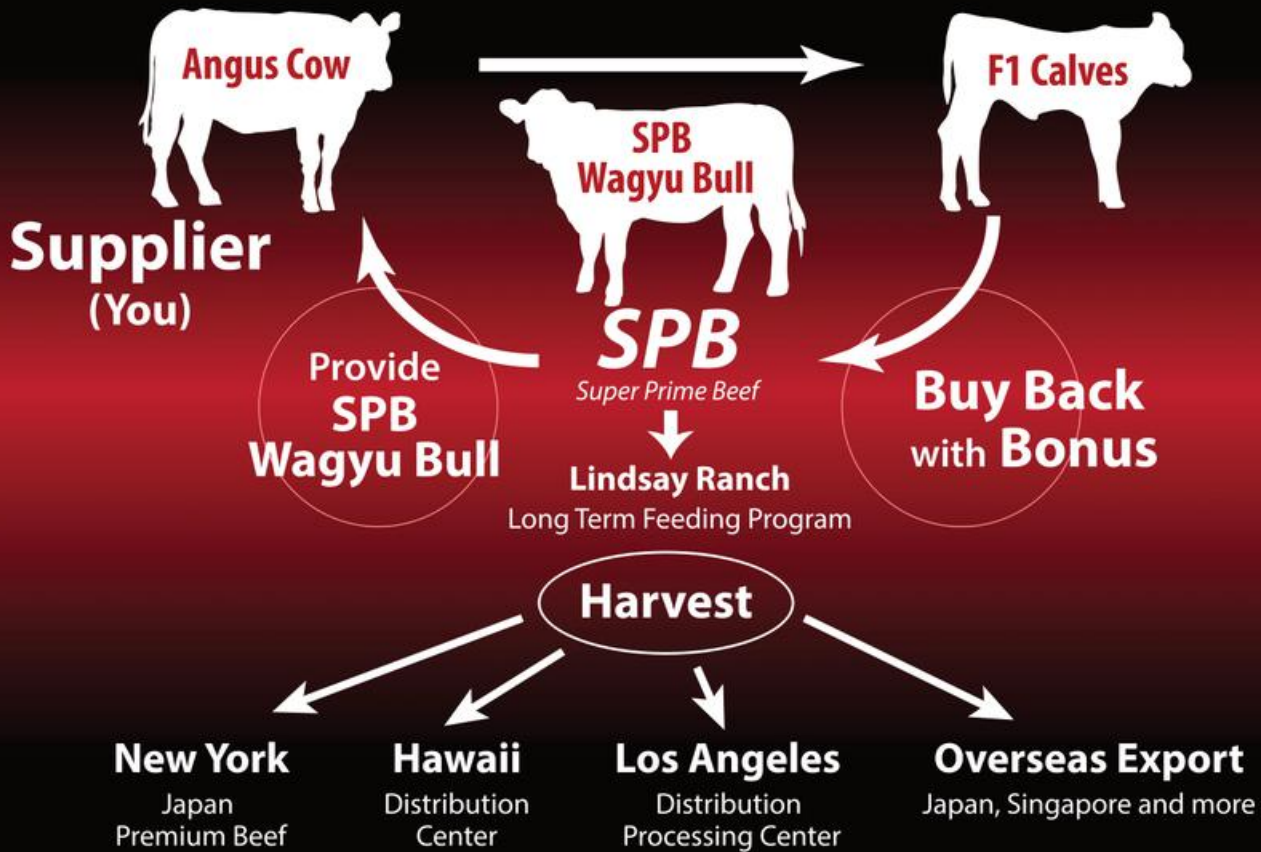 Angus Cow
F1 Calves
SPB
Wagyu Bull
Supplier
(You)
Provide
SPB
Wagyu Bull
SPB
Super Prime Beef
Buy Back
with Bonus
Lindsay Ranch
Long Term Feeding Program
Harvest
New York
Japan
Premium Beef
Hawaii
Distribution
Center
Los Angeles
Distribution
Processing Center
Overseas Export
Japan, Singapore and more